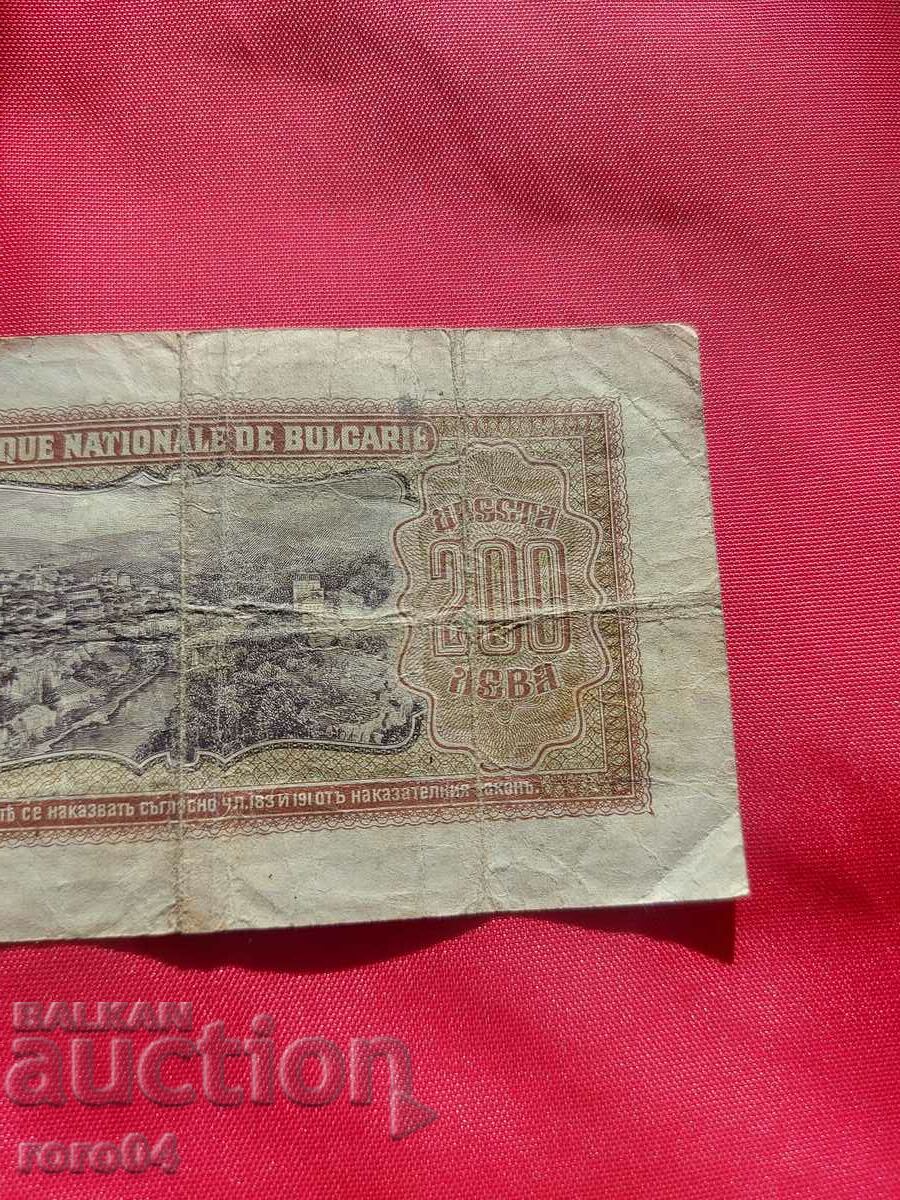 QUE NATIONALE DE BULGARIE
ДВЕСТА
200
ЛЕВА
СЕ НАКАЗВАТЪ СЪГЛАСНО ЧЛ. 183 И 191 ОТЪ НАКАЗАТЕЛНИЯ ЗАКОНЪ.
BALKAN
auction
roro04